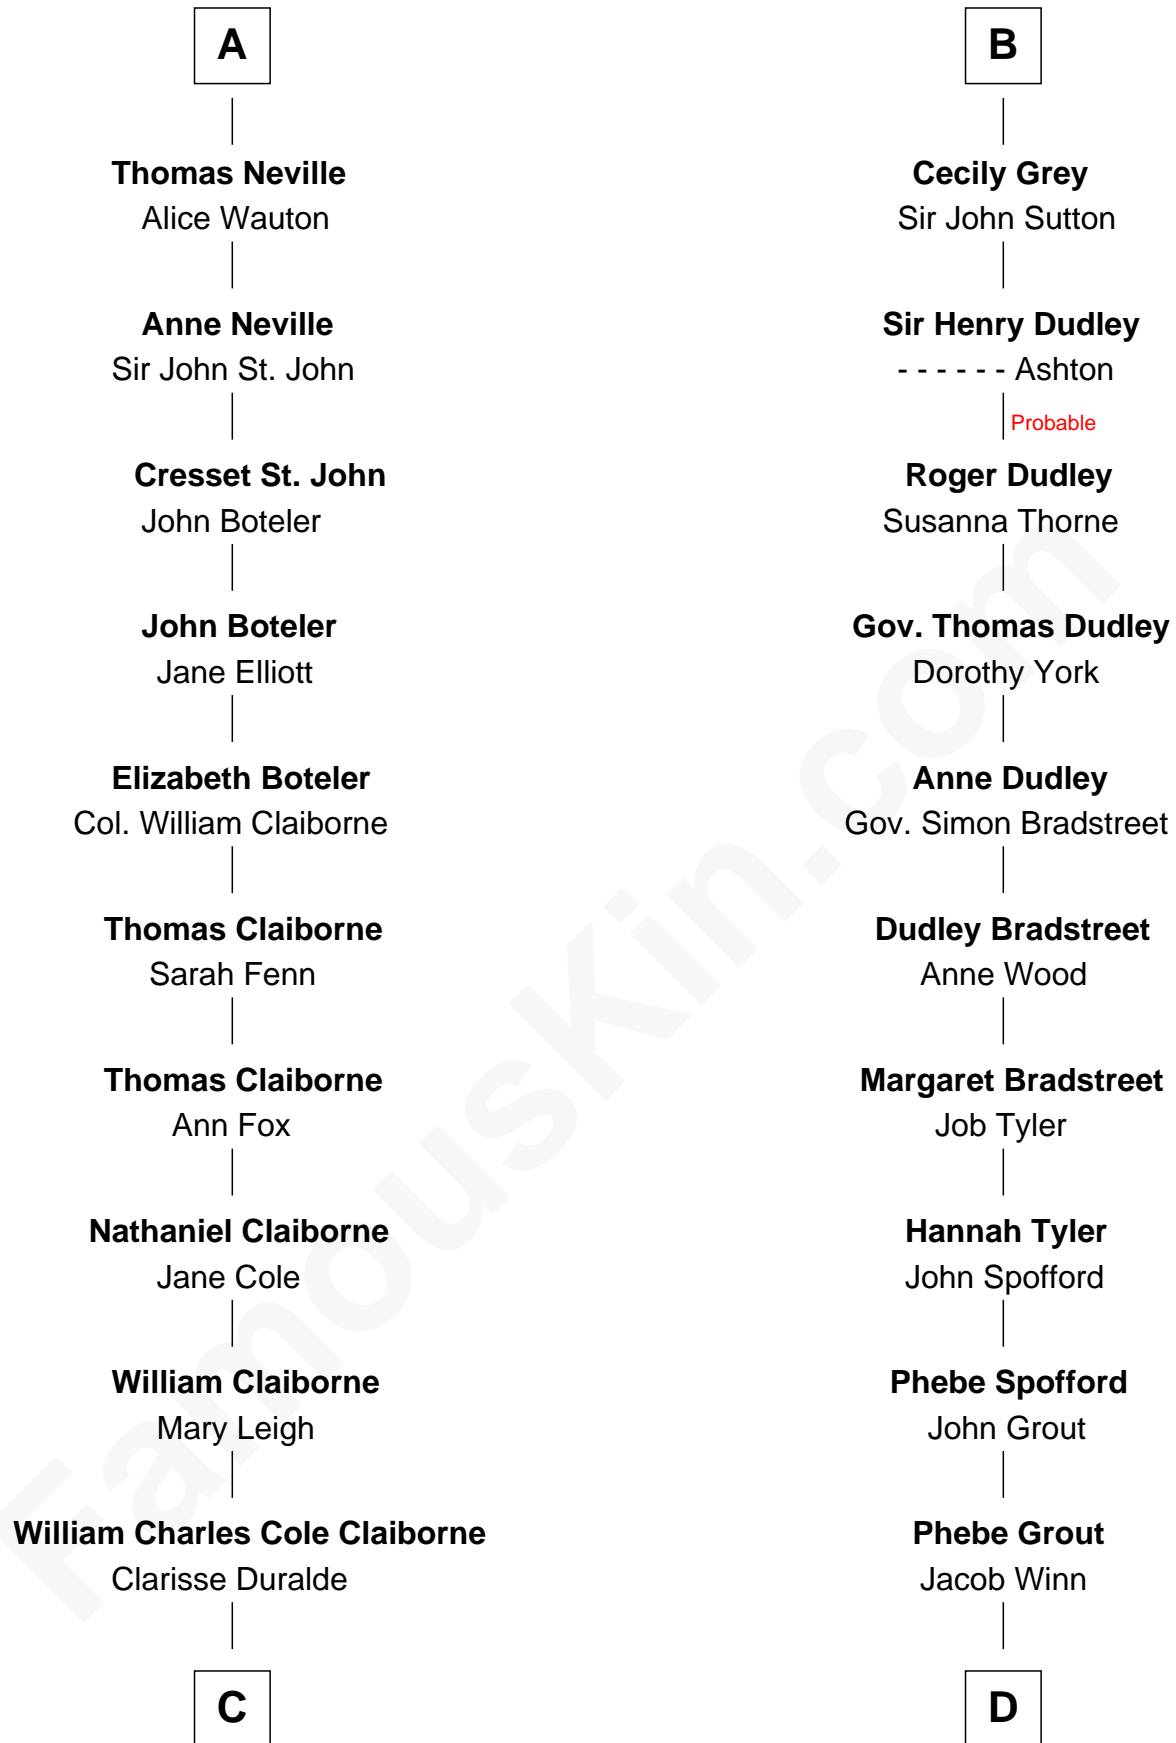 A
Thomas Neville
Alice Wauton
Anne Neville
Sir John St. John
Cresset St. John
John Boteler
John Boteler
Jane Elliott
Elizabeth Boteler
Col. William Claiborne
Thomas Claiborne
Sarah Fenn
Thomas Claiborne
Ann Fox
Nathaniel Claiborne
Jane Cole
William Claiborne
Mary Leigh
William Charles Cole Claiborne
Clarisse Duralde
C
B
Cecily Grey
Sir John Sutton
Sir Henry Dudley
- - - - - - Ashton
Probable
Roger Dudley
Susanna Thorne
Gov. Thomas Dudley
Dorothy York
Anne Dudley
Gov. Simon Bradstreet
Dudley Bradstreet
Anne Wood
Margaret Bradstreet
Job Tyler
Hannah Tyler
John Spofford
Phebe Spofford
John Grout
Phebe Grout
Jacob Winn
D
FamousKin.com